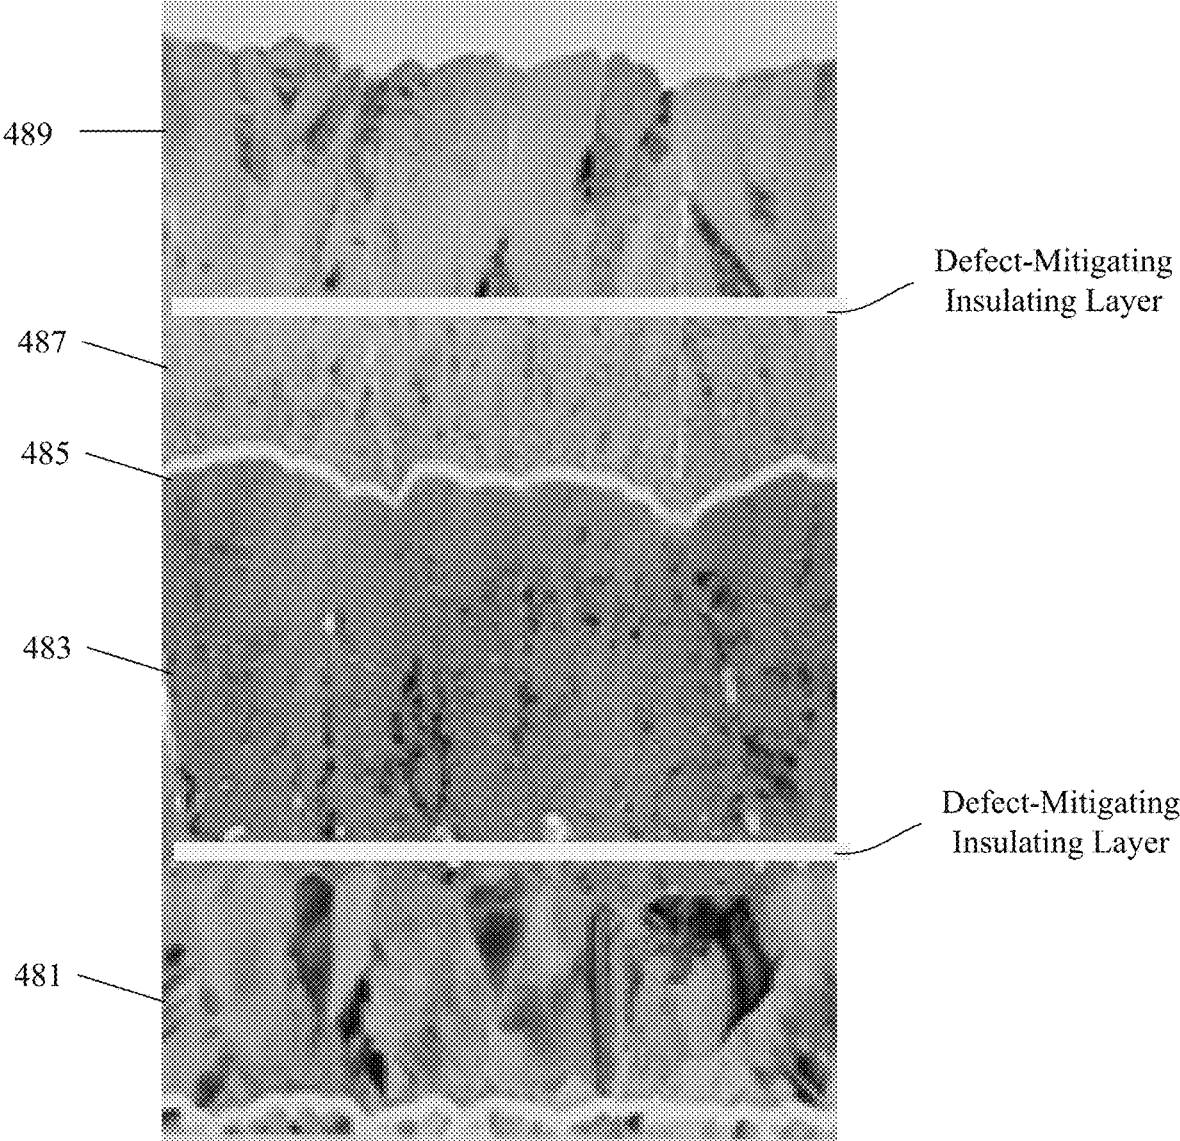 489
Defect-Mitigating
Insulating Layer
487
485
483
Defect-Mitigating
Insulating Layer
481